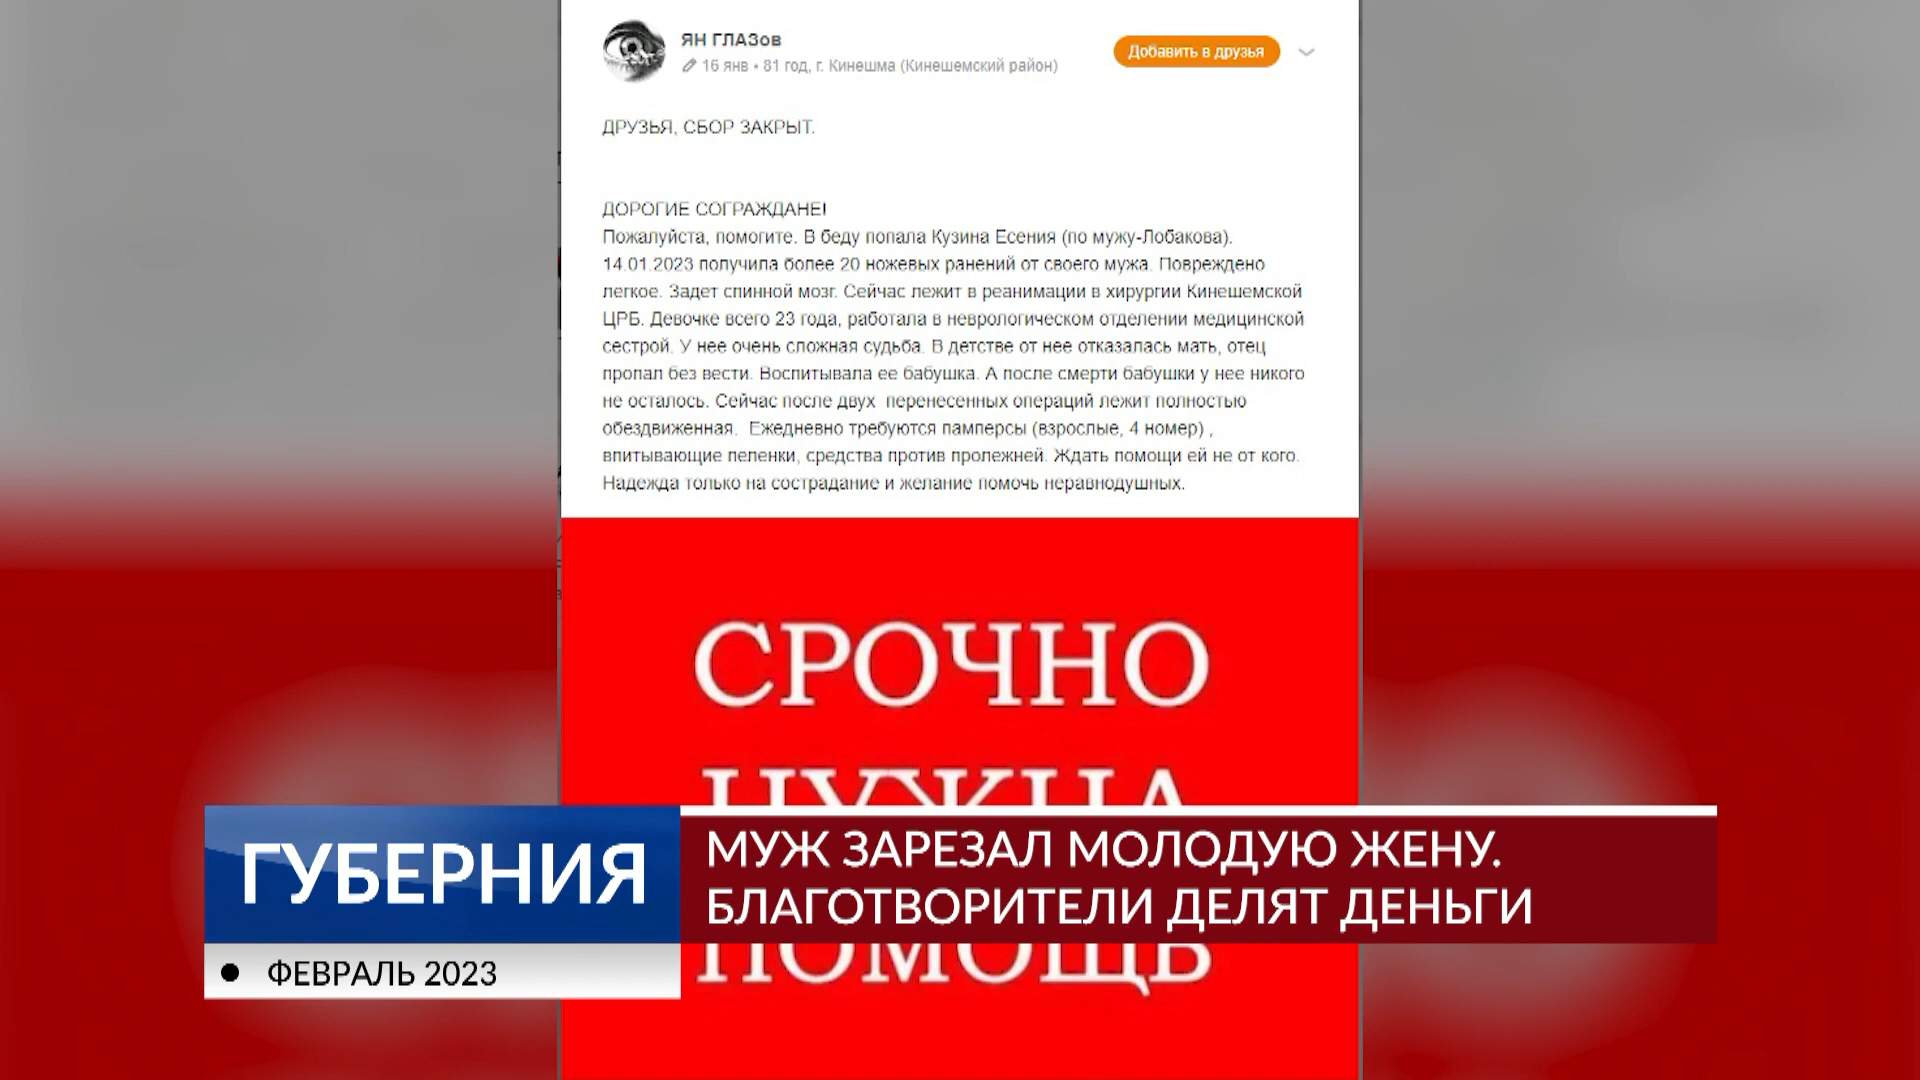 ЯН ГЛАЗов
16 янв • 81 год, г. Кинешма (Кинешемский район)
Добавить в друзья
ДРУЗЬЯ, СБОР ЗАКРЫТ.
ДОРОГИЕ СОГРАЖДАНЕ!
Пожалуйста, помогите. В беду попала Кузина Есения (по мужу-Лобакова).
14.01.2023 получила более 20 ножевых ранений от своего мужа. Повреждено
легкое. Задет спинной мозг. Сейчас лежит в реанимации в хирургии Кинешемской
ЦРБ. Девочке всего 23 года, работала в неврологическом отделении медицинской
сестрой. У нее очень сложная судьба. В детстве от нее отказалась мать, отец
пропал без вести. Воспитывала ее бабушка. А после смерти бабушки у нее никого
не осталось. Сейчас после двух перенесенных операций лежит полностью
обездвиженная. Ежедневно требуются памперсы (взрослые, 4 номер) ,
впитывающие пеленки, средства против пролежней. Ждать помощи ей не от кого.
Надежда только на сострадание и желание помочь неравнодушных.
СРОЧНО
НУЖНА
ПОМОЩЬ
ГУБЕРНИЯ
МУЖ ЗАРЕЗАЛ МОЛОДУЮ ЖЕНУ.
БЛАГОТВОРИТЕЛИ ДЕЛЯТ ДЕНЬГИ
• ФЕВРАЛЬ 2023